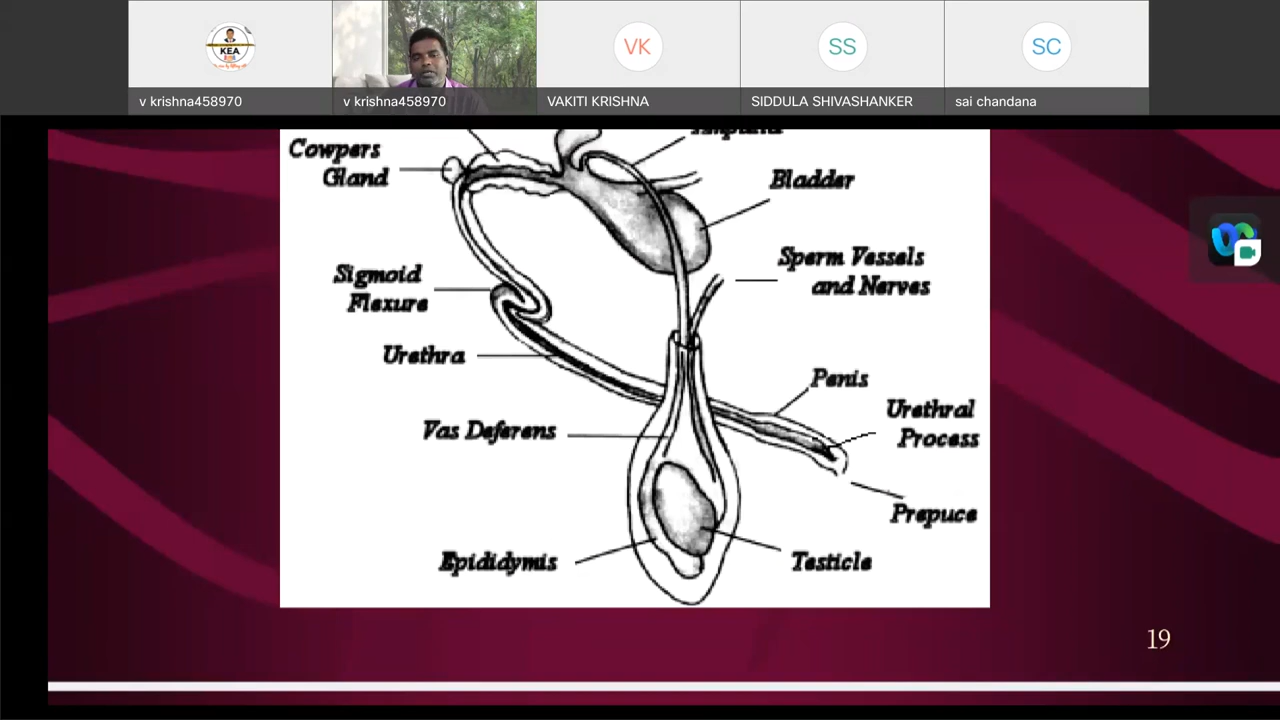 KEA
v krishna458970
v krishna458970
VAKITI KRISHNA
VK
SIDDULA SHIVASHANKER
SS
sai chandana
SC
Cowpers
Gland
Bladder
Sperm Vessels
and Nerves
Sigmoid
Flexure
Urethra
Penis
Urethral
Process
Vas Deferens
Prepuce
Epididymis
Testicle
19